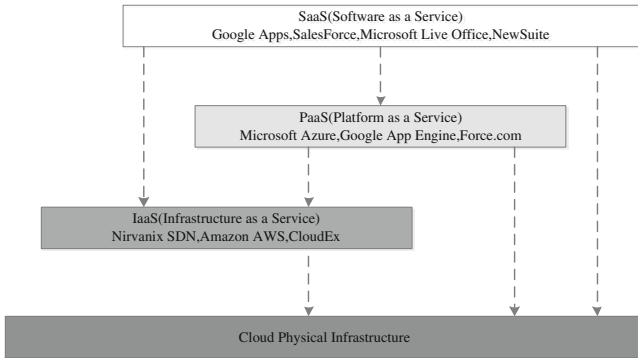 SaaS(Software as a Service)
Google Apps,SalesForce,Microsoft Live Office,NewSuite
PaaS(Platform as a Service)
Microsoft Azure,Google App Engine,Force.com
IaaS(Infrastructure as a Service)
Nirvanix SDN,Amazon AWS,CloudEx
Cloud Physical Infrastructure